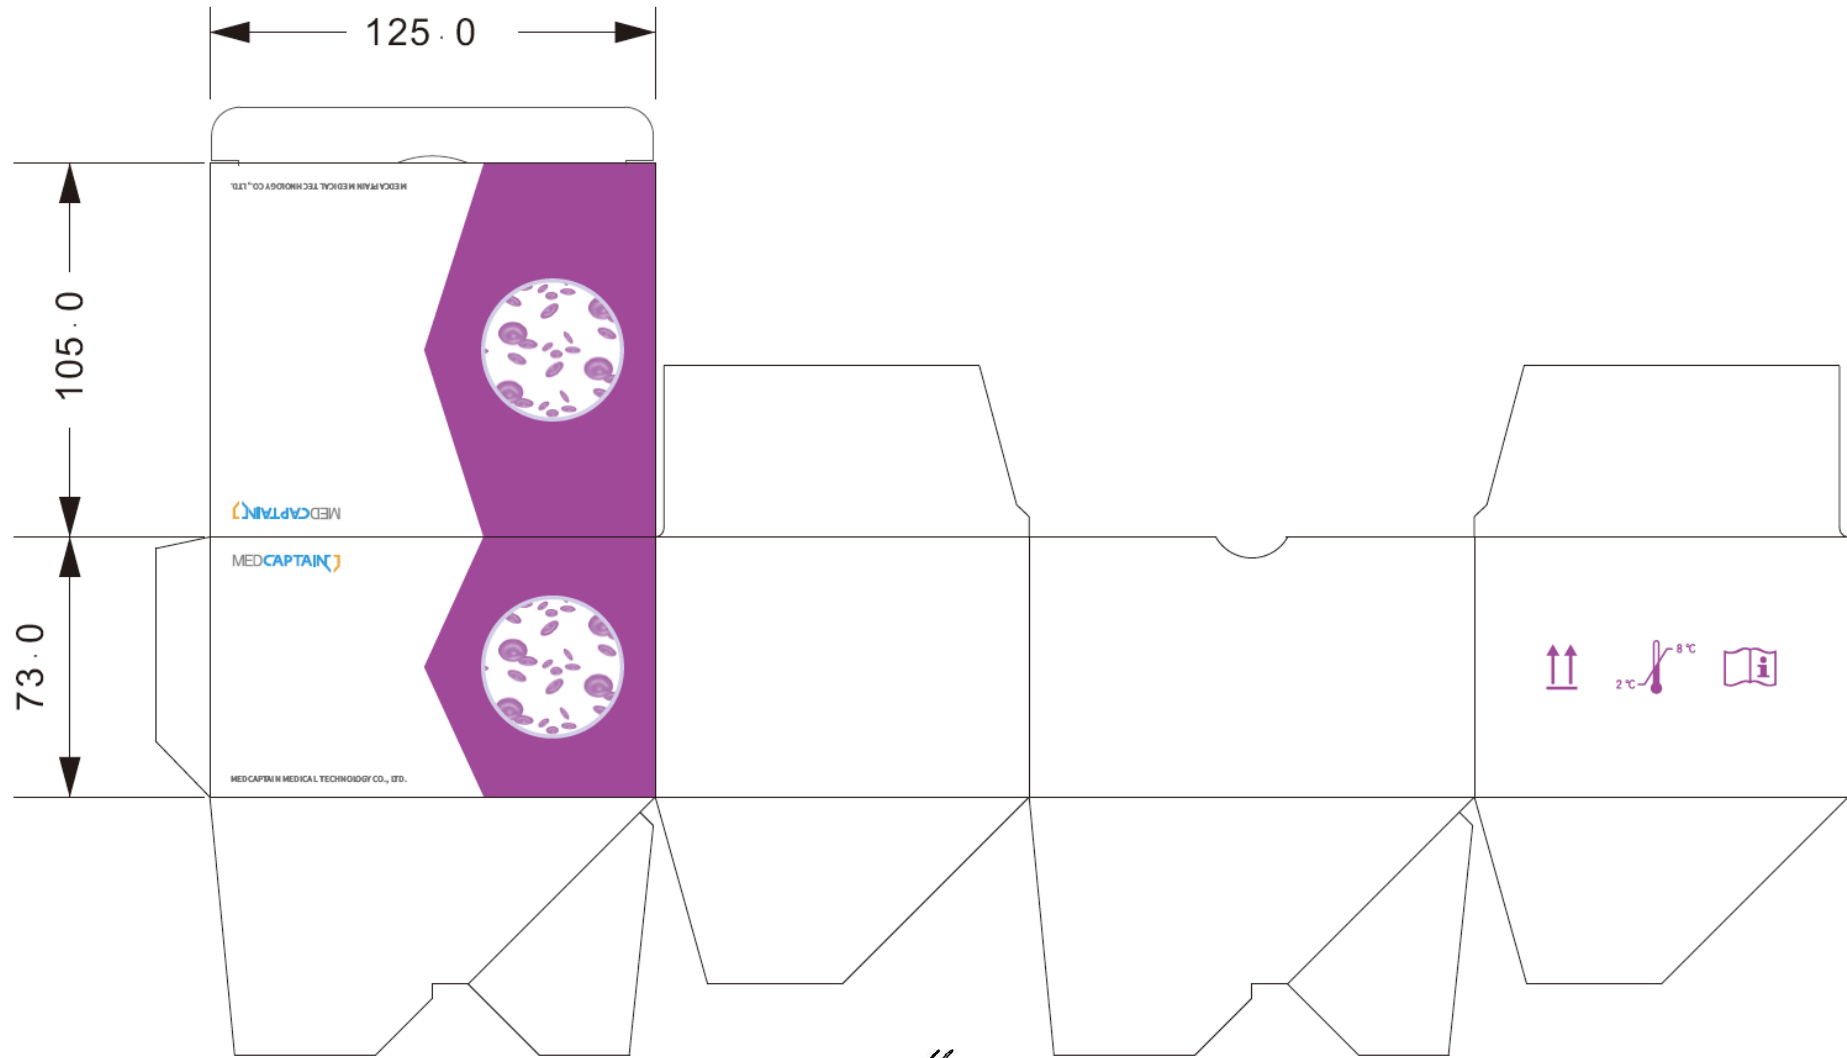 125.0
MEDCAPTAIN MEDICAL TECHNOLOGY CO., LTD.
105.0
MEDCAPTAIN
MEDCAPTAIN
73.0
8 ℃
2 ℃
i
MEDCAPTAIN MEDICAL TECHNOLOGY CO., LTD.